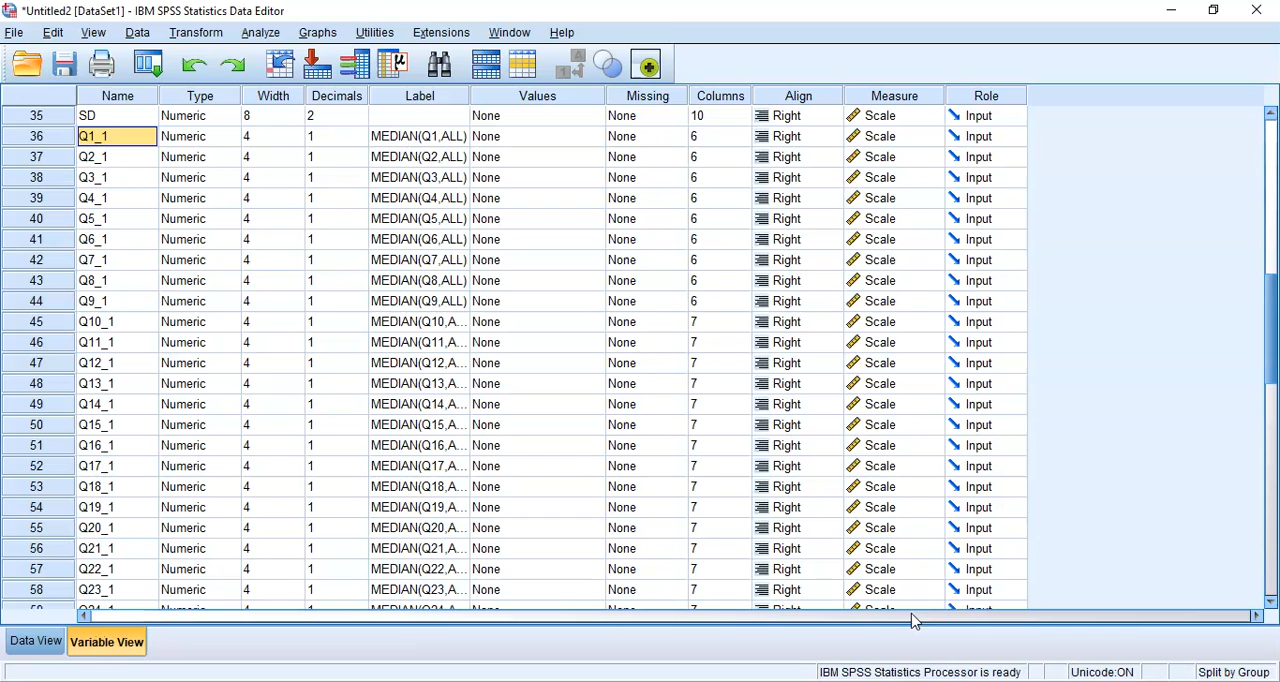 *Untitled2 [DataSet1] - IBM SPSS Statistics Data Editor
File Edit View Data Transform Analyze Graphs Utilities Extensions Window Help
Name Type Width Decimals Label Values Missing Columns Align Measure Role
35 SD Numeric 8 2 None None 10 Right Scale Input
36 Q1_1 Numeric 4 1 MEDIAN(Q1,ALL) None None 6 Right Scale Input
37 Q2_1 Numeric 4 1 MEDIAN(Q2,ALL) None None 6 Right Scale Input
38 Q3_1 Numeric 4 1 MEDIAN(Q3,ALL) None None 6 Right Scale Input
39 Q4_1 Numeric 4 1 MEDIAN(Q4,ALL) None None 6 Right Scale Input
40 Q5_1 Numeric 4 1 MEDIAN(Q5,ALL) None None 6 Right Scale Input
41 Q6_1 Numeric 4 1 MEDIAN(Q6,ALL) None None 6 Right Scale Input
42 Q7_1 Numeric 4 1 MEDIAN(Q7,ALL) None None 6 Right Scale Input
43 Q8_1 Numeric 4 1 MEDIAN(Q8,ALL) None None 6 Right Scale Input
44 Q9_1 Numeric 4 1 MEDIAN(Q9,ALL) None None 6 Right Scale Input
45 Q10_1 Numeric 4 1 MEDIAN(Q10,A... None None 7 Right Scale Input
46 Q11_1 Numeric 4 1 MEDIAN(Q11,A... None None 7 Right Scale Input
47 Q12_1 Numeric 4 1 MEDIAN(Q12,A... None None 7 Right Scale Input
48 Q13_1 Numeric 4 1 MEDIAN(Q13,A... None None 7 Right Scale Input
49 Q14_1 Numeric 4 1 MEDIAN(Q14,A... None None 7 Right Scale Input
50 Q15_1 Numeric 4 1 MEDIAN(Q15,A... None None 7 Right Scale Input
51 Q16_1 Numeric 4 1 MEDIAN(Q16,A... None None 7 Right Scale Input
52 Q17_1 Numeric 4 1 MEDIAN(Q17,A... None None 7 Right Scale Input
53 Q18_1 Numeric 4 1 MEDIAN(Q18,A... None None 7 Right Scale Input
54 Q19_1 Numeric 4 1 MEDIAN(Q19,A... None None 7 Right Scale Input
55 Q20_1 Numeric 4 1 MEDIAN(Q20,A... None None 7 Right Scale Input
56 Q21_1 Numeric 4 1 MEDIAN(Q21,A... None None 7 Right Scale Input
57 Q22_1 Numeric 4 1 MEDIAN(Q22,A... None None 7 Right Scale Input
58 Q23_1 Numeric 4 1 MEDIAN(Q23,A... None None 7 Right Scale Input
Data View Variable View
IBM SPSS Statistics Processor is ready Unicode:ON Split by Group